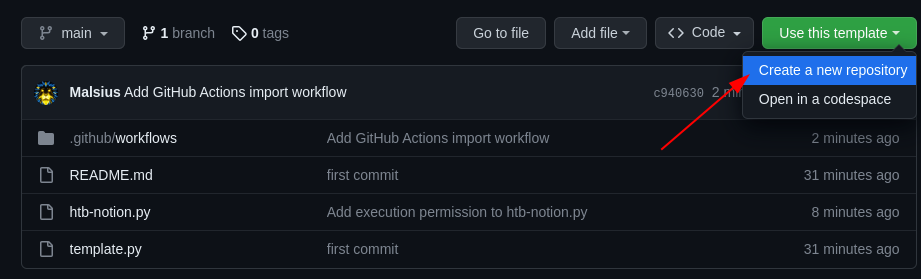 main 1 branch 0 tags Go to file Add file Code Use this template
Create a new repository
Malsius Add GitHub Actions import workflow c940630 2
Open in a codespace
.github/workflows Add GitHub Actions import workflow 2 minutes ago
README.md first commit 31 minutes ago
htb-notion.py Add execution permission to htb-notion.py 8 minutes ago
template.py first commit 31 minutes ago